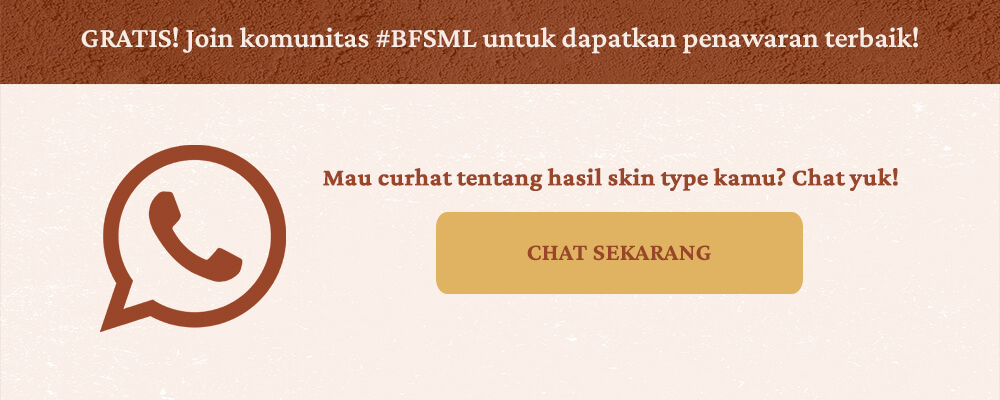 GRATIS! Join komunitas #BFSML untuk dapatkan penawaran terbaik!
Mau curhat tentang hasil skin type kamu? Chat yuk!
CHAT SEKARANG